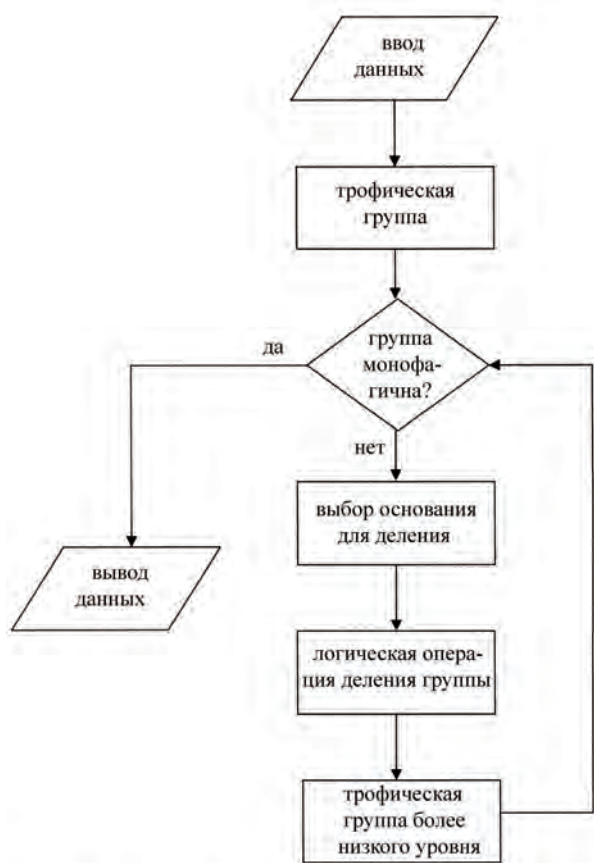 ввод
данных
трофическая
группа
группа
монофа-
гична?
да
нет
выбор основания
для деления
вывод
данных
логическая опера-
ция деления группы
трофическая
группа более
низкого уровня